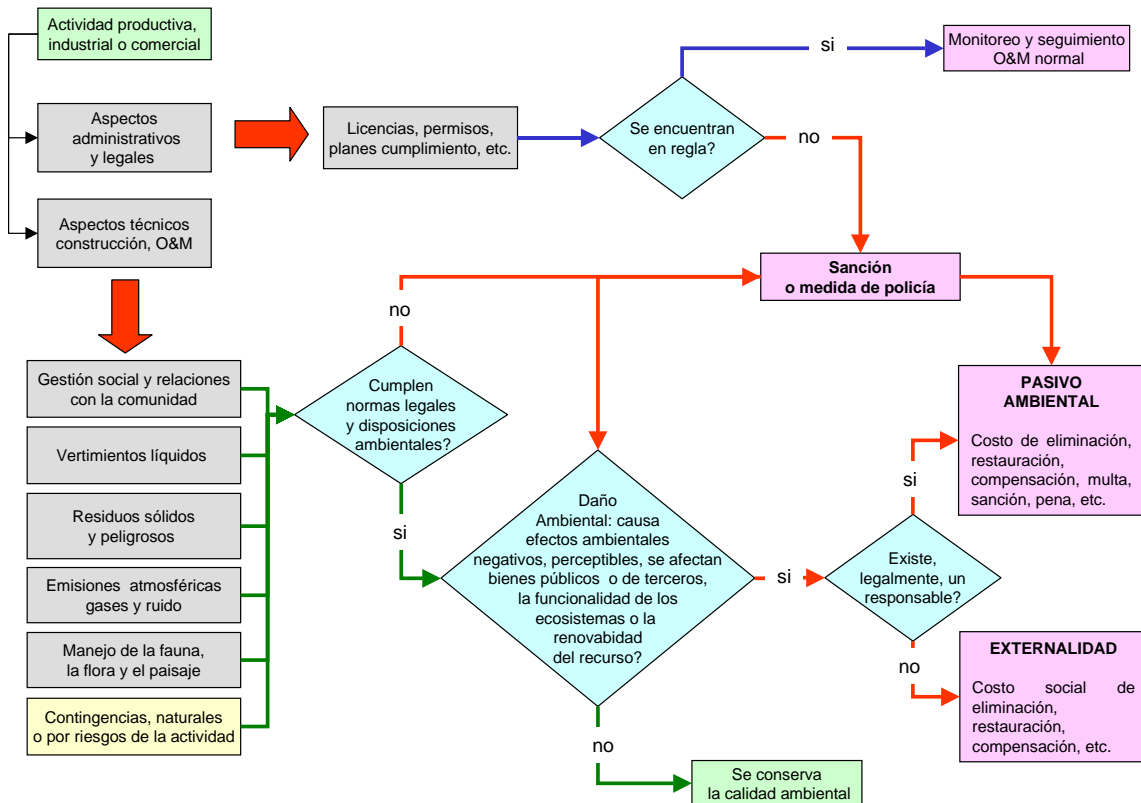 Actividad productiva,
industrial o comercial
Aspectos
administrativos
y legales
Aspectos técnicos
construcción, O&M
Licencias, permisos,
planes cumplimiento, etc.
Se encuentran
en regla?
si
Monitoreo y seguimiento
O&M normal
no
Sanción
o medida de policía
no
Gestión social y relaciones
con la comunidad
Vertimientos líquidos
Residuos sólidos
y peligrosos
Emisiones atmosféricas
gases y ruido
Manejo de la fauna,
la flora y el paisaje
Contingencias, naturales
o por riesgos de la actividad
Cumplen
normas legales
y disposiciones
ambientales?
si
Daño
Ambiental: causa
efectos ambientales
negativos, perceptibles, se afectan
bienes públicos o de terceros,
la funcionalidad de los
ecosistemas o la
renovabidad
del recurso?
si
no
Se conserva
la calidad ambiental
Existe,
legalmente, un
responsable?
si
PASIVO
AMBIENTAL
Costo de eliminación,
restauración,
compensación, multa,
sanción, pena, etc.
no
EXTERNALIDAD
Costo social de
eliminación,
restauración,
compensación, etc.